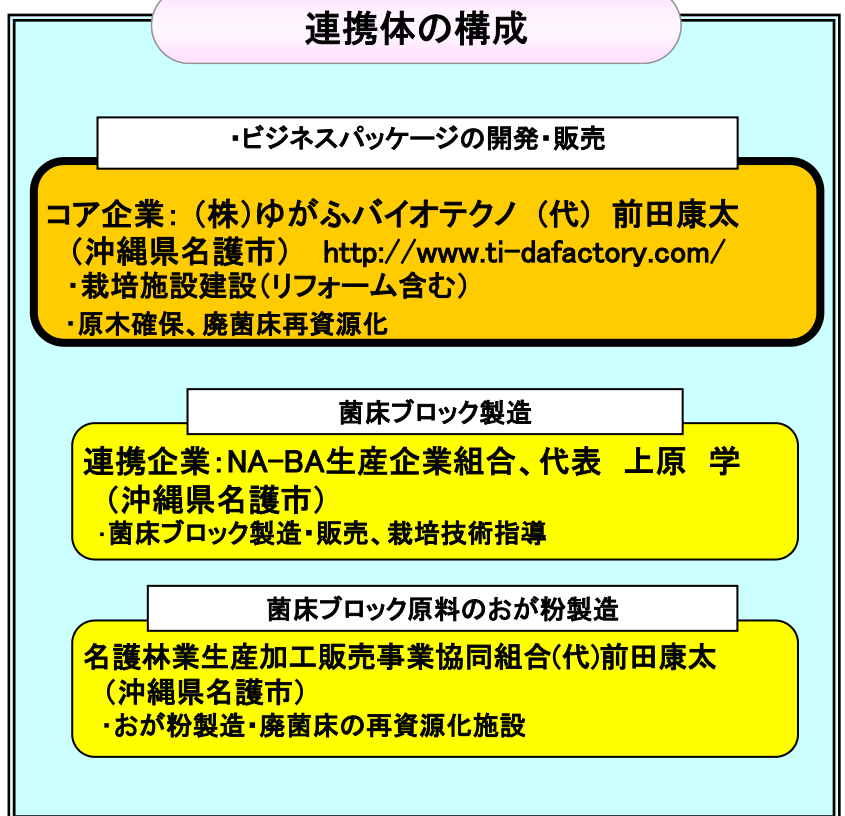 連携体の構成
・ビジネスパッケージの開発・販売
コア企業：（株）ゆがふバイオテクノ（代）前田康太
（沖縄県名護市）　http://www.ti-dafactory.com/
・栽培施設建設（リフォーム含む）
・原木確保、廃菌床再資源化
菌床ブロック製造
連携企業：NA-BA生産企業組合、代表　上原　学
（沖縄県名護市）
・菌床ブロック製造・販売、栽培技術指導
菌床ブロック原料のおが粉製造
名護林業生産加工販売事業協同組合(代)前田康太
（沖縄県名護市）
・おが粉製造・廃菌床の再資源化施設